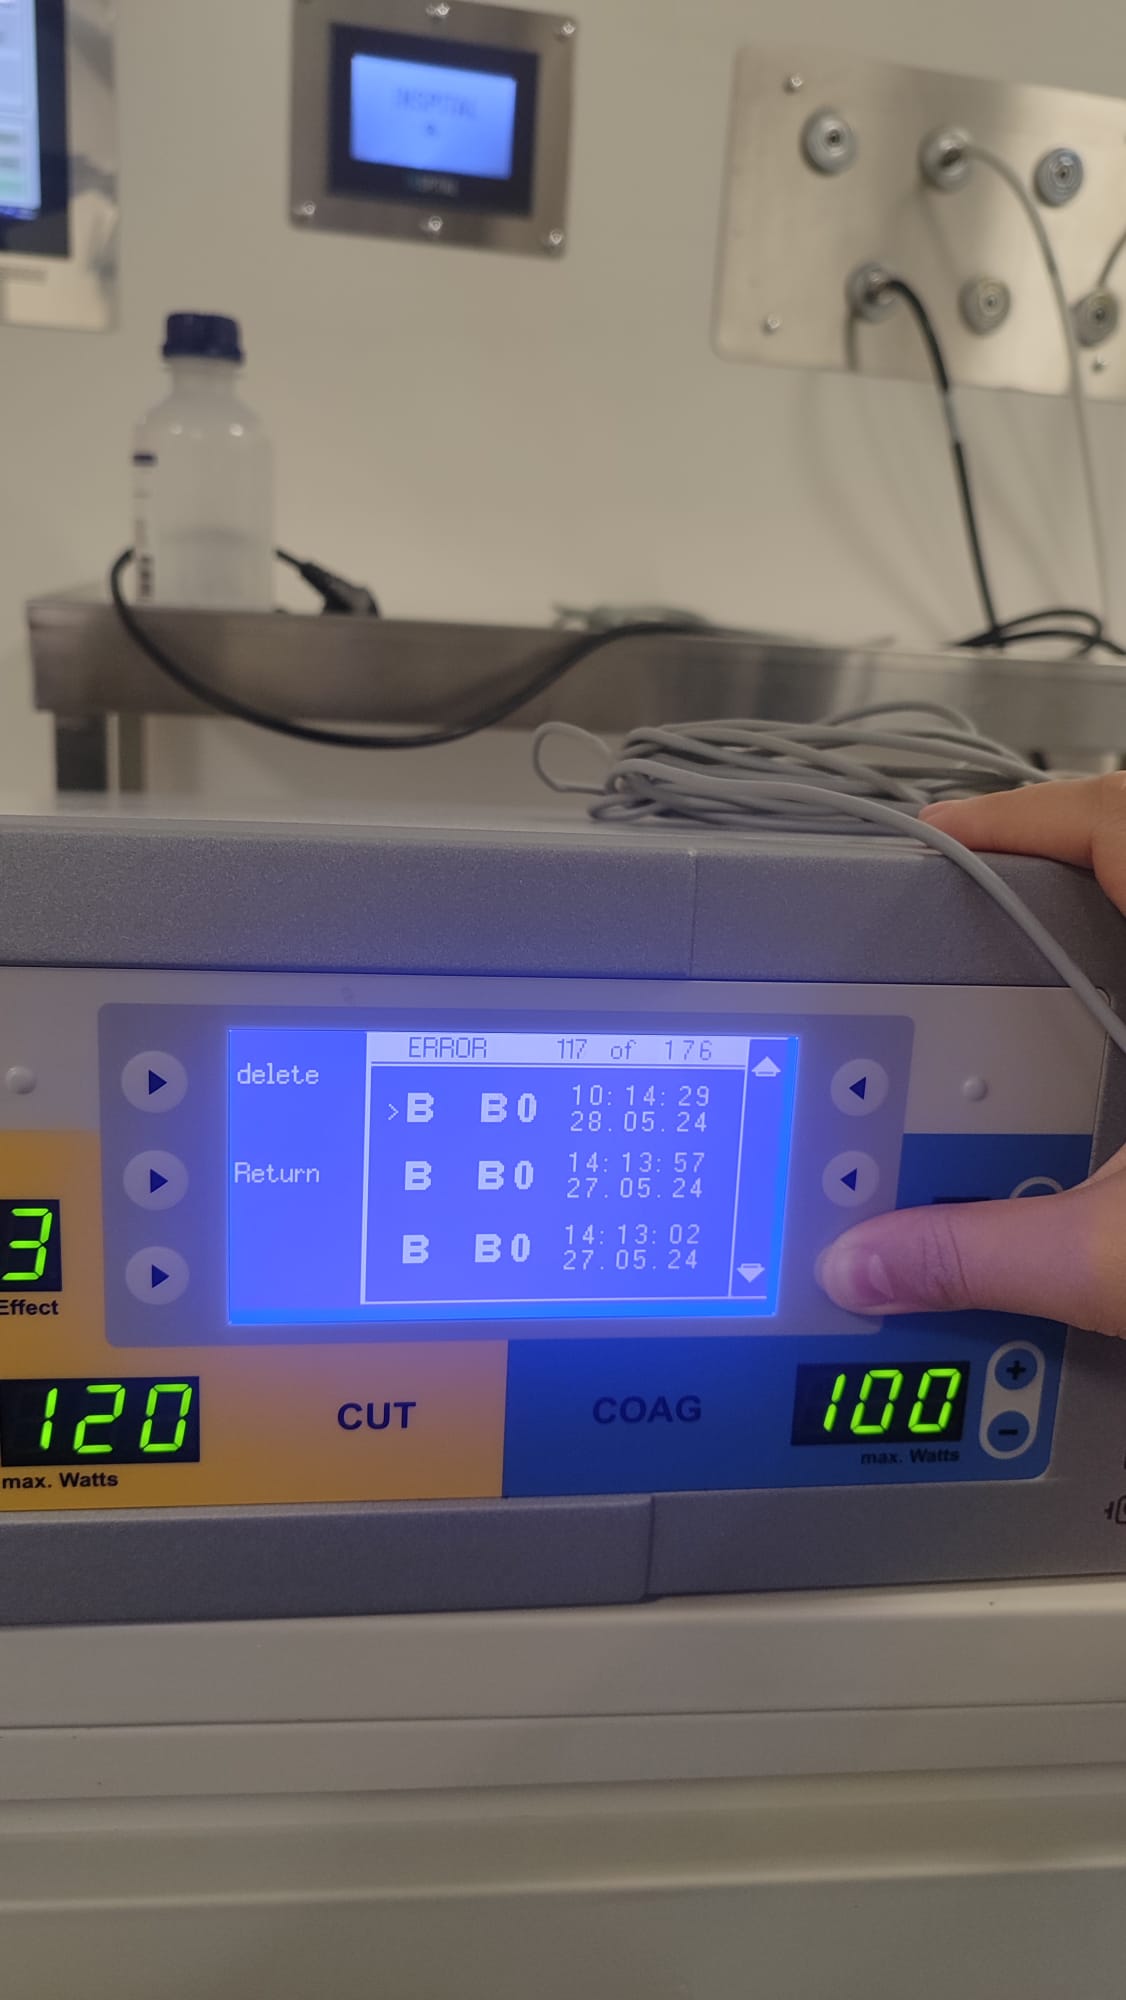 delete
Return
ERROR 117 of 176
>B B0 10:14:29
28.05.24
B B0 14:13:57
27.05.24
B B0 14:13:02
27.05.24
3
Effect
120
max. Watts
CUT
COAG
100
max. Watts
+
-